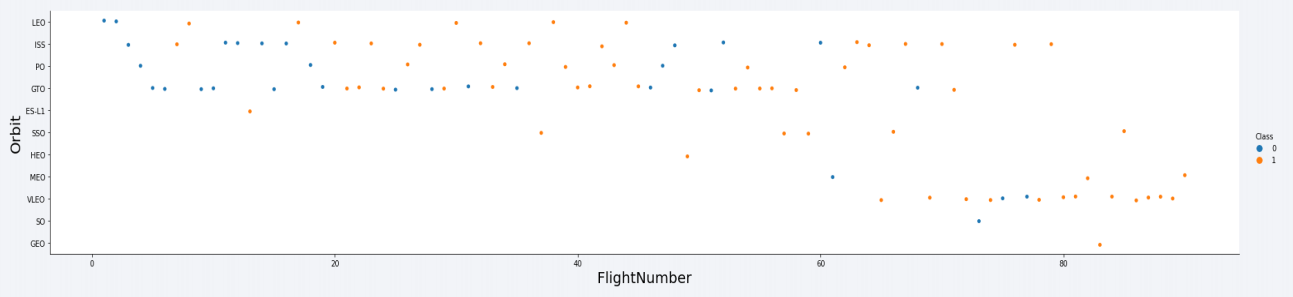 LEO
ISS
PO
GTO
ES-L1
SSO
HEO
MEO
VLEO
SO
GEO
Orbit
0 20 40 60 80
FlightNumber
Class
0
1